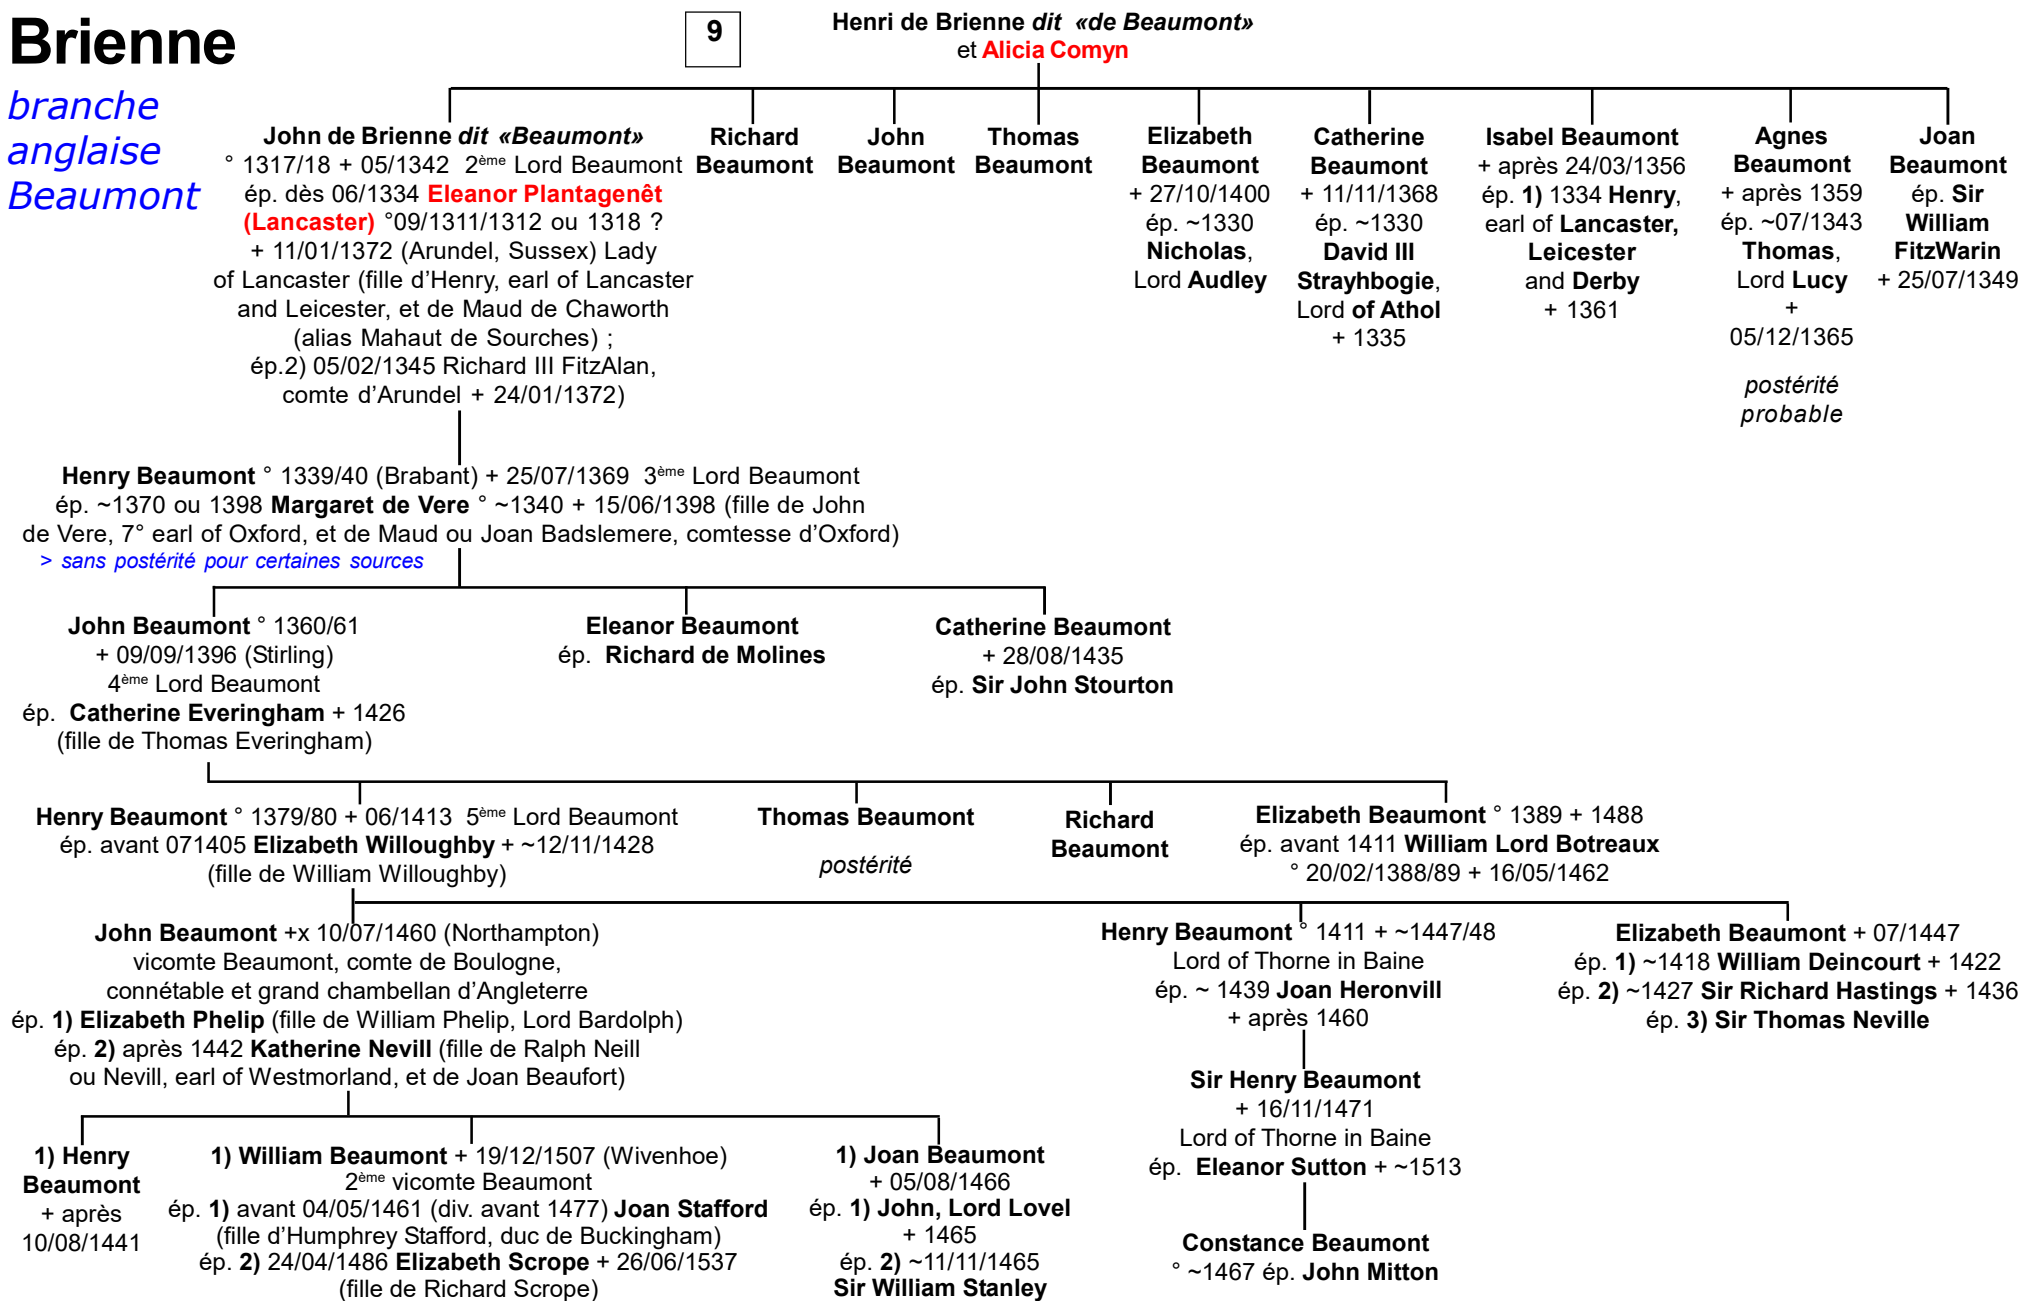 Brienne
branche
anglaise
Beaumont
9
Henri de Brienne dit «de Beaumont»
et Alicia Comyn
John de Brienne dit «Beaumont»
° 1317/18 + 05/1342 2ème Lord Beaumont
ép. dès 06/1334 Eleanor Plantagenêt
(Lancaster) °09/1311/1312 ou 1318 ?
+ 11/01/1372 (Arundel, Sussex) Lady
of Lancaster (fille d'Henry, earl of Lancaster
and Leicester, et de Maud de Chaworth
(alias Mahaut de Sourches) ;
ép.2) 05/02/1345 Richard III FitzAlan,
comte d'Arundel + 24/01/1372)
Richard
Beaumont
John
Beaumont
Thomas
Beaumont
Elizabeth
Beaumont
+ 27/10/1400
ép. ~1330
Nicholas,
Lord Audley
Catherine
Beaumont
+ 11/11/1368
ép. ~1330
David III
Strayhbogie,
Lord of Athol
+ 1335
Isabel Beaumont
+ après 24/03/1356
ép. 1) 1334 Henry,
earl of Lancaster,
Leicester
and Derby
+ 1361
Agnes
Beaumont
+ après 1359
ép. ~07/1343
Thomas,
Lord Lucy
+
05/12/1365
postérité
probable
Joan
Beaumont
ép. Sir
William
FitzWarin
+ 25/07/1349
Henry Beaumont ° 1339/40 (Brabant) + 25/07/1369 3ème Lord Beaumont
ép. ~1370 ou 1398 Margaret de Vere ° ~1340 + 15/06/1398 (fille de John
de Vere, 7° earl of Oxford, et de Maud ou Joan Badslemere, comtesse d'Oxford)
> sans postérité pour certaines sources
John Beaumont ° 1360/61
+ 09/09/1396 (Stirling)
4ème Lord Beaumont
ép. Catherine Everingham + 1426
(fille de Thomas Everingham)
Eleanor Beaumont
ép. Richard de Molines
Catherine Beaumont
+ 28/08/1435
ép. Sir John Stourton
Henry Beaumont ° 1379/80 + 06/1413 5ème Lord Beaumont
ép. avant 071405 Elizabeth Willoughby + ~12/11/1428
(fille de William Willoughby)
Thomas Beaumont
postérité
Richard
Beaumont
Elizabeth Beaumont ° 1389 + 1488
ép. avant 1411 William Lord Botreaux
° 20/02/1388/89 + 16/05/1462
John Beaumont +x 10/07/1460 (Northampton)
vicomte Beaumont, comte de Boulogne,
connétable et grand chambellan d'Angleterre
ép. 1) Elizabeth Phelip (fille de William Phelip, Lord Bardolph)
ép. 2) après 1442 Katherine Nevill (fille de Ralph Neill
ou Nevill, earl of Westmorland, et de Joan Beaufort)
Henry Beaumont ° 1411 + ~1447/48
Lord of Thorne in Baine
ép. ~ 1439 Joan Heronvill
+ après 1460
Elizabeth Beaumont + 07/1447
ép. 1) ~1418 William Deincourt + 1422
ép. 2) ~1427 Sir Richard Hastings + 1436
ép. 3) Sir Thomas Neville
Sir Henry Beaumont
+ 16/11/1471
Lord of Thorne in Baine
ép. Eleanor Sutton + ~1513
1) Henry
Beaumont
+ après
10/08/1441
1) William Beaumont + 19/12/1507 (Wivenhoe)
2ème vicomte Beaumont
ép. 1) avant 04/05/1461 (div. avant 1477) Joan Stafford
(fille d'Humphrey Stafford, duc de Buckingham)
ép. 2) 24/04/1486 Elizabeth Scrope + 26/06/1537
(fille de Richard Scrope)
1) Joan Beaumont
+ 05/08/1466
ép. 1) John, Lord Lovel
+ 1465
ép. 2) ~11/11/1465
Sir William Stanley
Constance Beaumont
° ~1467 ép. John Mitton